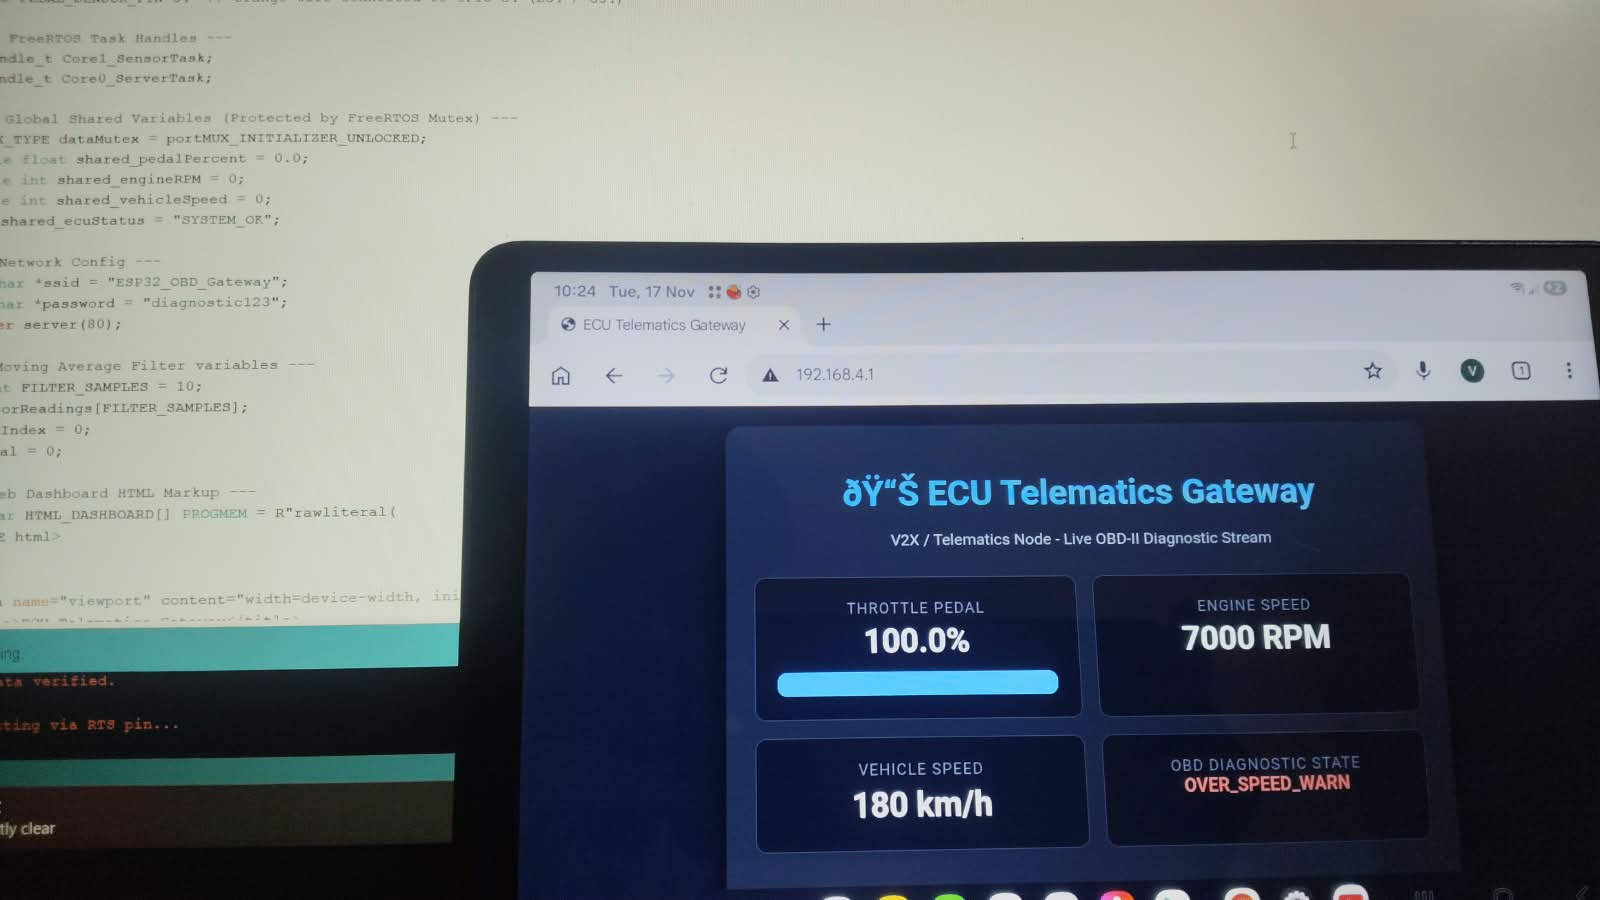 FreeRTOS Task Handles ---
ndle_t Core1_SensorTask;
ndle_t Core0_ServerTask;
Global Shared Variables (Protected by FreeRTOS Mutex) ---
X_TYPE dataMutex = portMUX_INITIALIZER_UNLOCKED;
e float shared_pedalPercent = 0.0;
e int shared_engineRPM = 0;
e int shared_vehicleSpeed = 0;
shared_ecuStatus = "SYSTEM_OK";
Network Config ---
har *ssid = "ESP32_OBD_Gateway";
har *password = "diagnostic123";
er server(80);
Moving Average Filter variables ---
t FILTER_SAMPLES = 10;
orReadings[FILTER_SAMPLES];
Index = 0;
al = 0;
eb Dashboard HTML Markup ---
ar HTML_DASHBOARD[] PROGMEM = R"rawliteral(
E html>
name="viewport" content="width=device-width, ini
ing.
ata verified.
ting via RTS pin...
tly clear
10:24 Tue, 17 Nov
ECU Telematics Gateway
192.168.4.1
V
1
ðŸ“Š ECU Telematics Gateway
V2X / Telematics Node - Live OBD-II Diagnostic Stream
THROTTLE PEDAL
100.0%
ENGINE SPEED
7000 RPM
VEHICLE SPEED
180 km/h
OBD DIAGNOSTIC STATE
OVER_SPEED_WARN